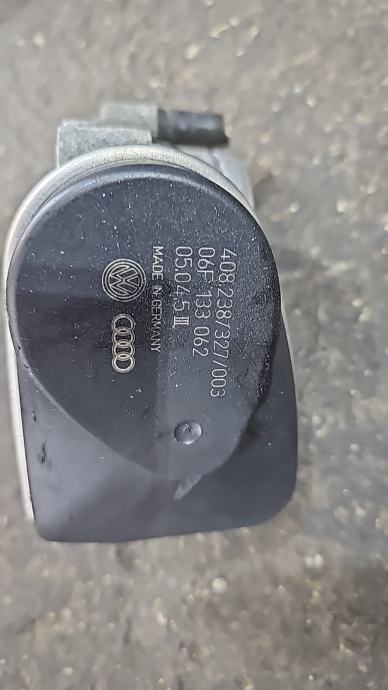 408.238/327/003
06F 133 062
05.04.5 III
MADE IN GERMANY